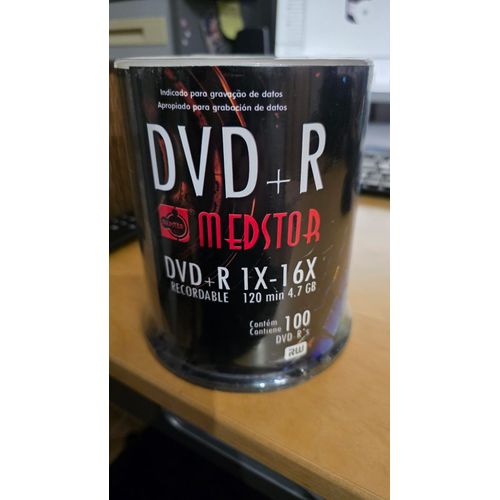 Indicado para gravação de datos
Apropiado para grabación de datos
DVD+R
MEDSTOR
DVD+R 1X-16X
RECORDABLE 120 min 4.7 GB
Contém
Contiene 100
DVD R's
RW